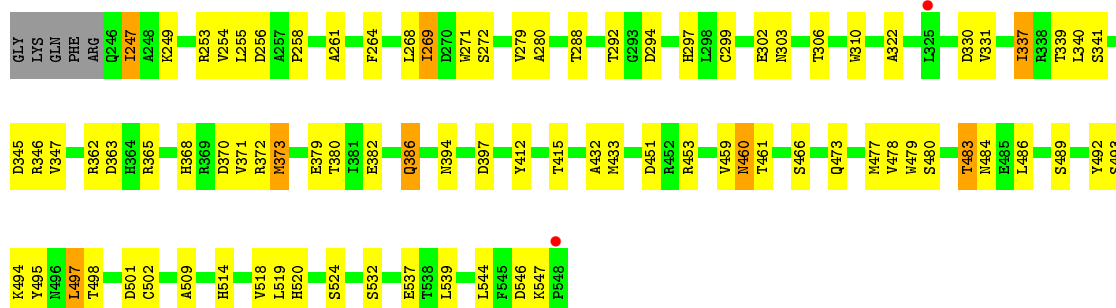 GLY LYS GLN PHE ARG Q246 I247 A248 K249 R253 V254 L255 D256 A257 P258 A261 F264 L268 I269 D270 W271 S272 V279 A280 T288 T292 G293 D294 H297 L298 C299 E302 N303 T306 W310 A322 L325 D330 V331 I337 R338 T339 L340 S341
D345 R346 V347 R362 D363 H364 R365 H368 R369 D370 V371 R372 M373 E379 T380 I381 E382 Q386 N394 D397 Y412 T415 A432 M433 D451 R452 R453 V459 N460 T461 S466 Q473 M477 V478 W479 S480 T483 N484 E485 L486 S489 Y492 S493
K494 Y495 N496 L497 T498 D501 C502 A509 H514 V518 L519 H520 S524 S532 E537 T538 L539 L544 F545 D546 K547 P548